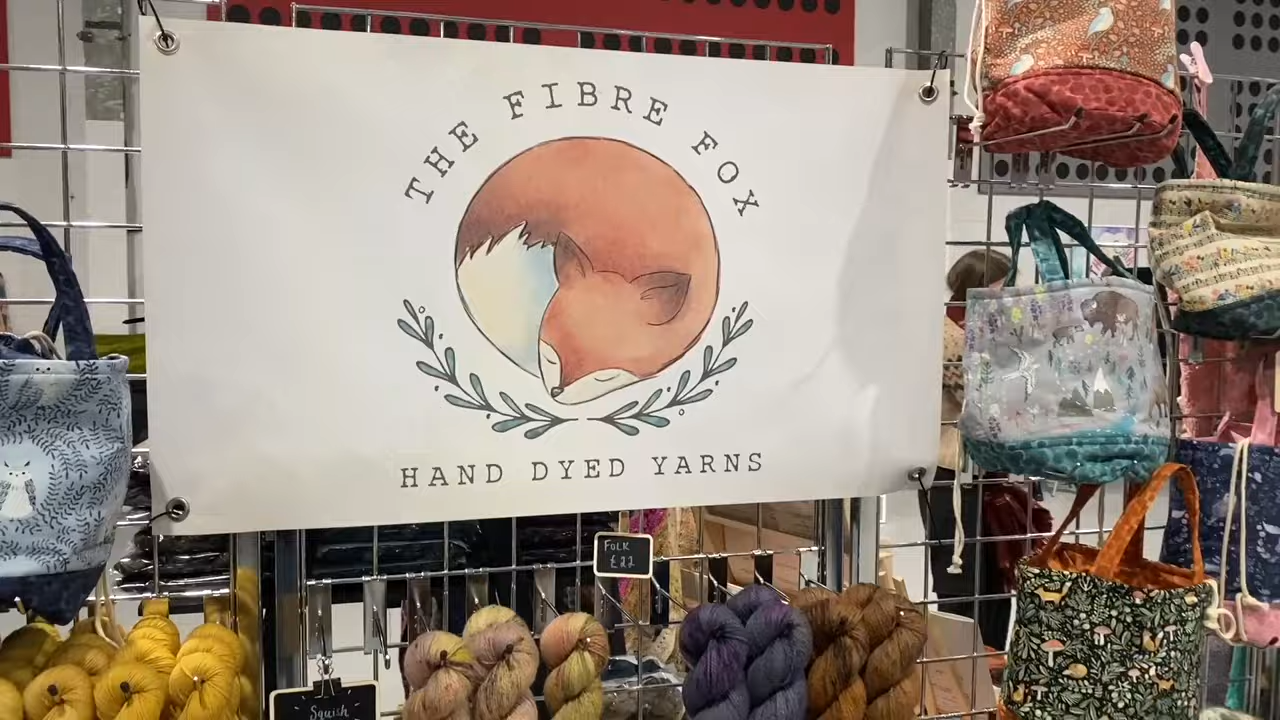 THE FIBRE FOX
HAND DYED YARNS
FOLK
£22
Squish